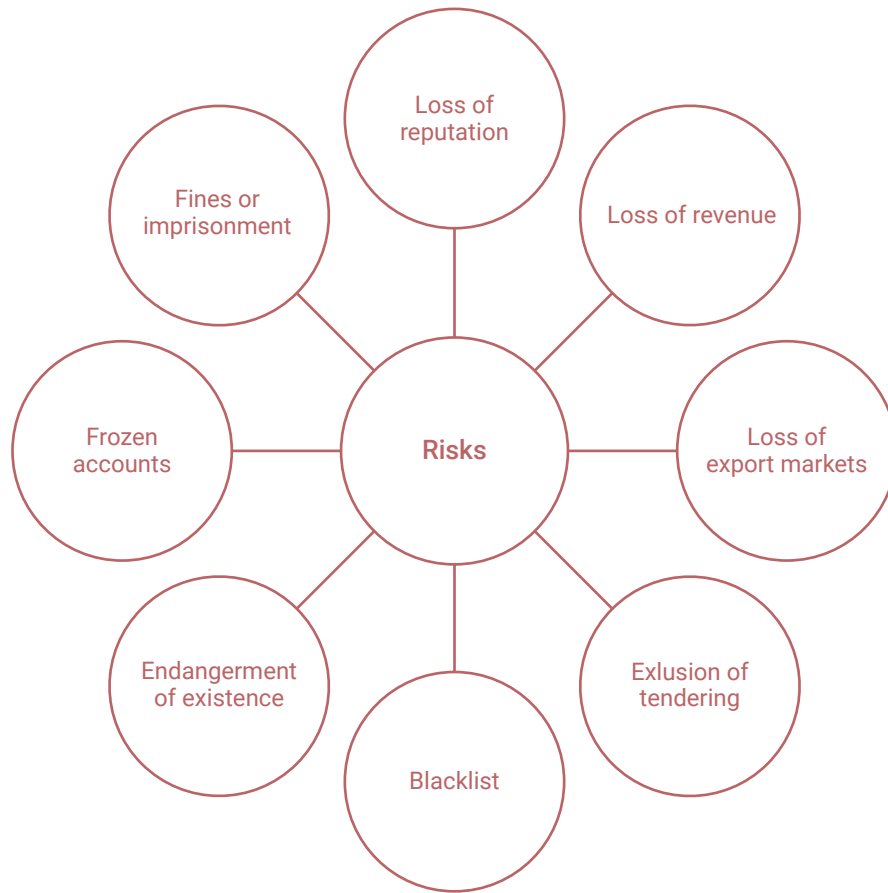 Loss of
reputation
Fines or
imprisonment
Loss of revenue
Frozen
accounts
Risks
Loss of
export markets
Endangerment
of existence
Exlusion of
tendering
Blacklist